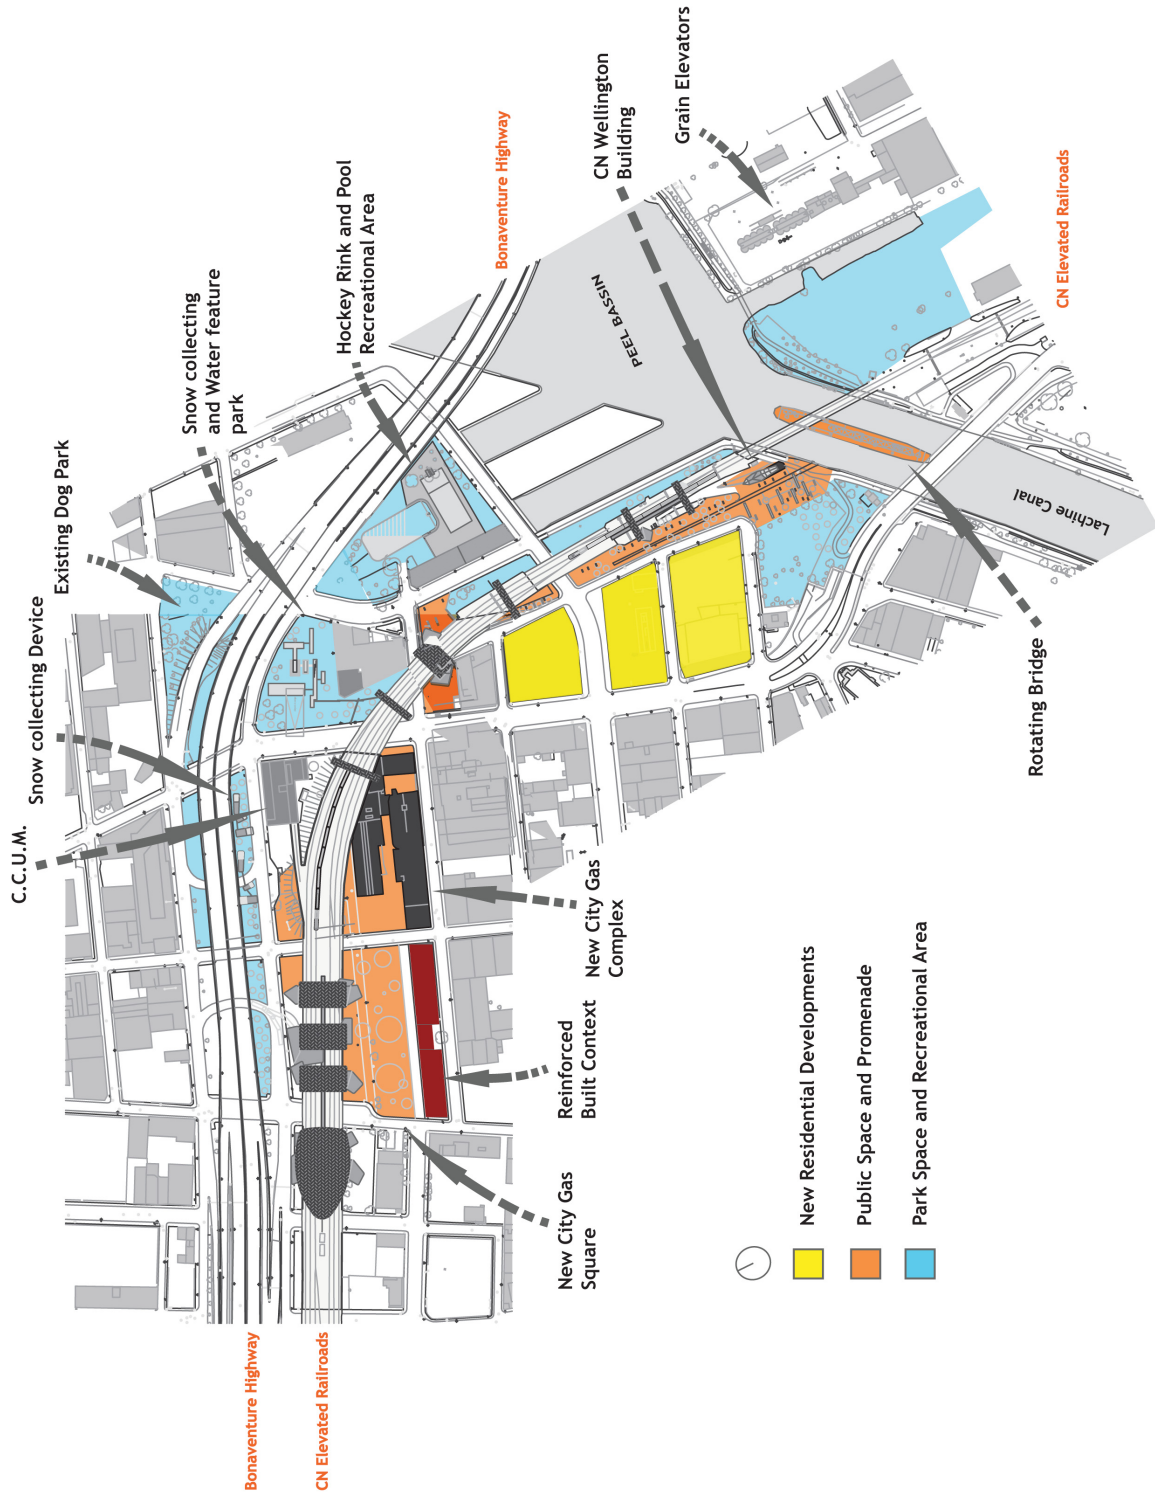 C.C.U.M.
Snow collecting Device
Existing Dog Park
Snow collecting
and Water feature
park
Hockey Rink and Pool
Recreational Area
Bonaventure Highway
CN Wellington
Building
Grain Elevators
PEEL BASSIN
CN Elevated Railroads
Lachine Canal
Rotating Bridge
New City Gas
Complex
Reinforced
Built Context
New City Gas
Square
Bonaventure Highway
CN Elevated Railroads
New Residential Developments
Public Space and Promenade
Park Space and Recreational Area